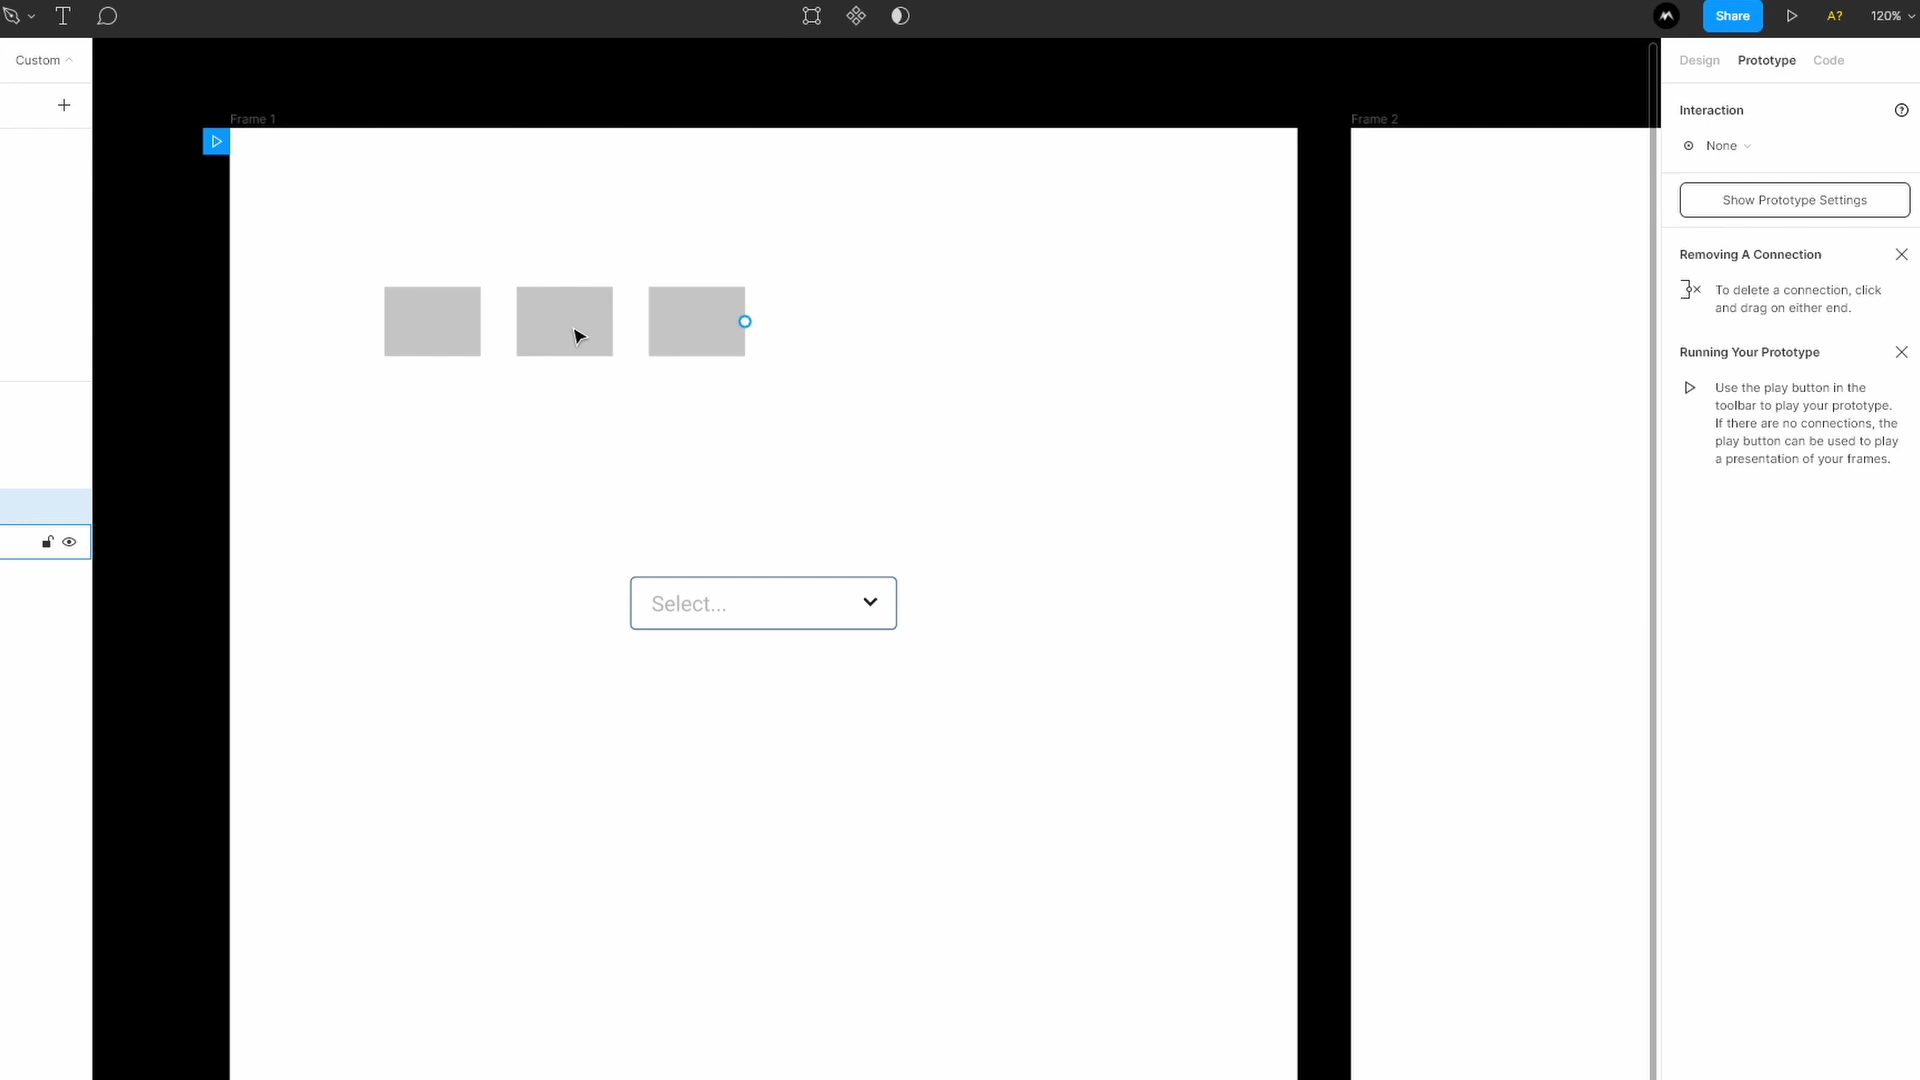 Share
A?
120%
Custom
Design Prototype Code
Frame 1
Frame 2
Interaction
None
Show Prototype Settings
Removing A Connection
To delete a connection, click
and drag on either end.
Running Your Prototype
Use the play button in the
toolbar to play your prototype.
If there are no connections, the
play button can be used to play
a presentation of your frames.
Select...